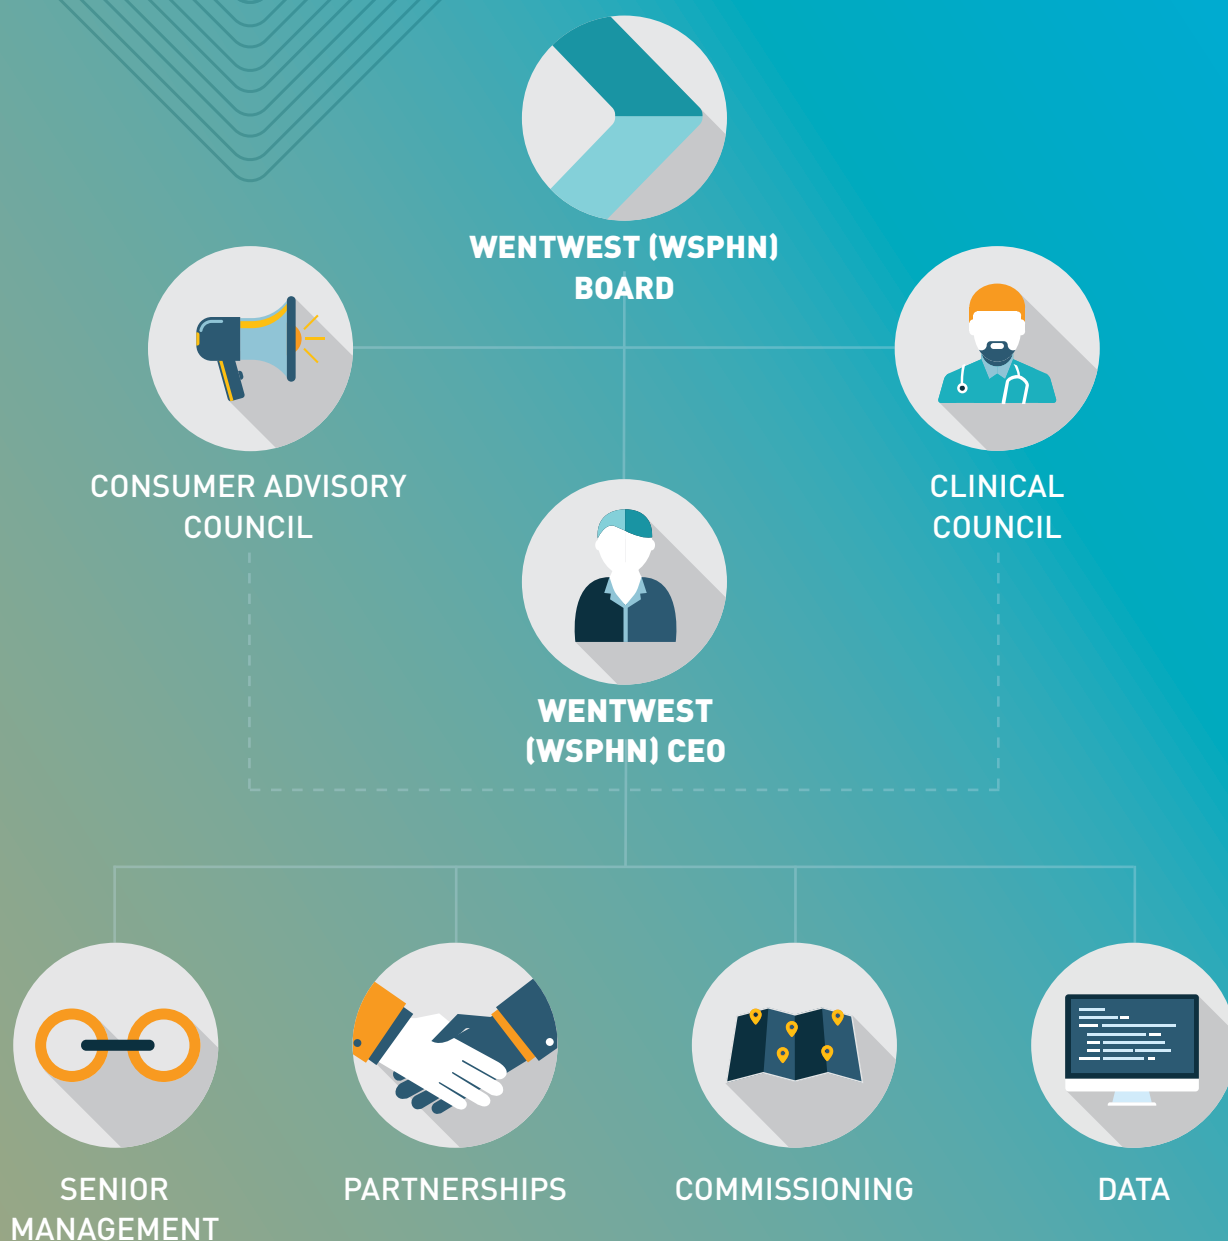 WENTWEST (WSPHN)
BOARD
CONSUMER ADVISORY
COUNCIL
CLINICAL
COUNCIL
WENTWEST
(WSPHN) CEO
SENIOR
MANAGEMENT
PARTNERSHIPS
COMMISSIONING
DATA